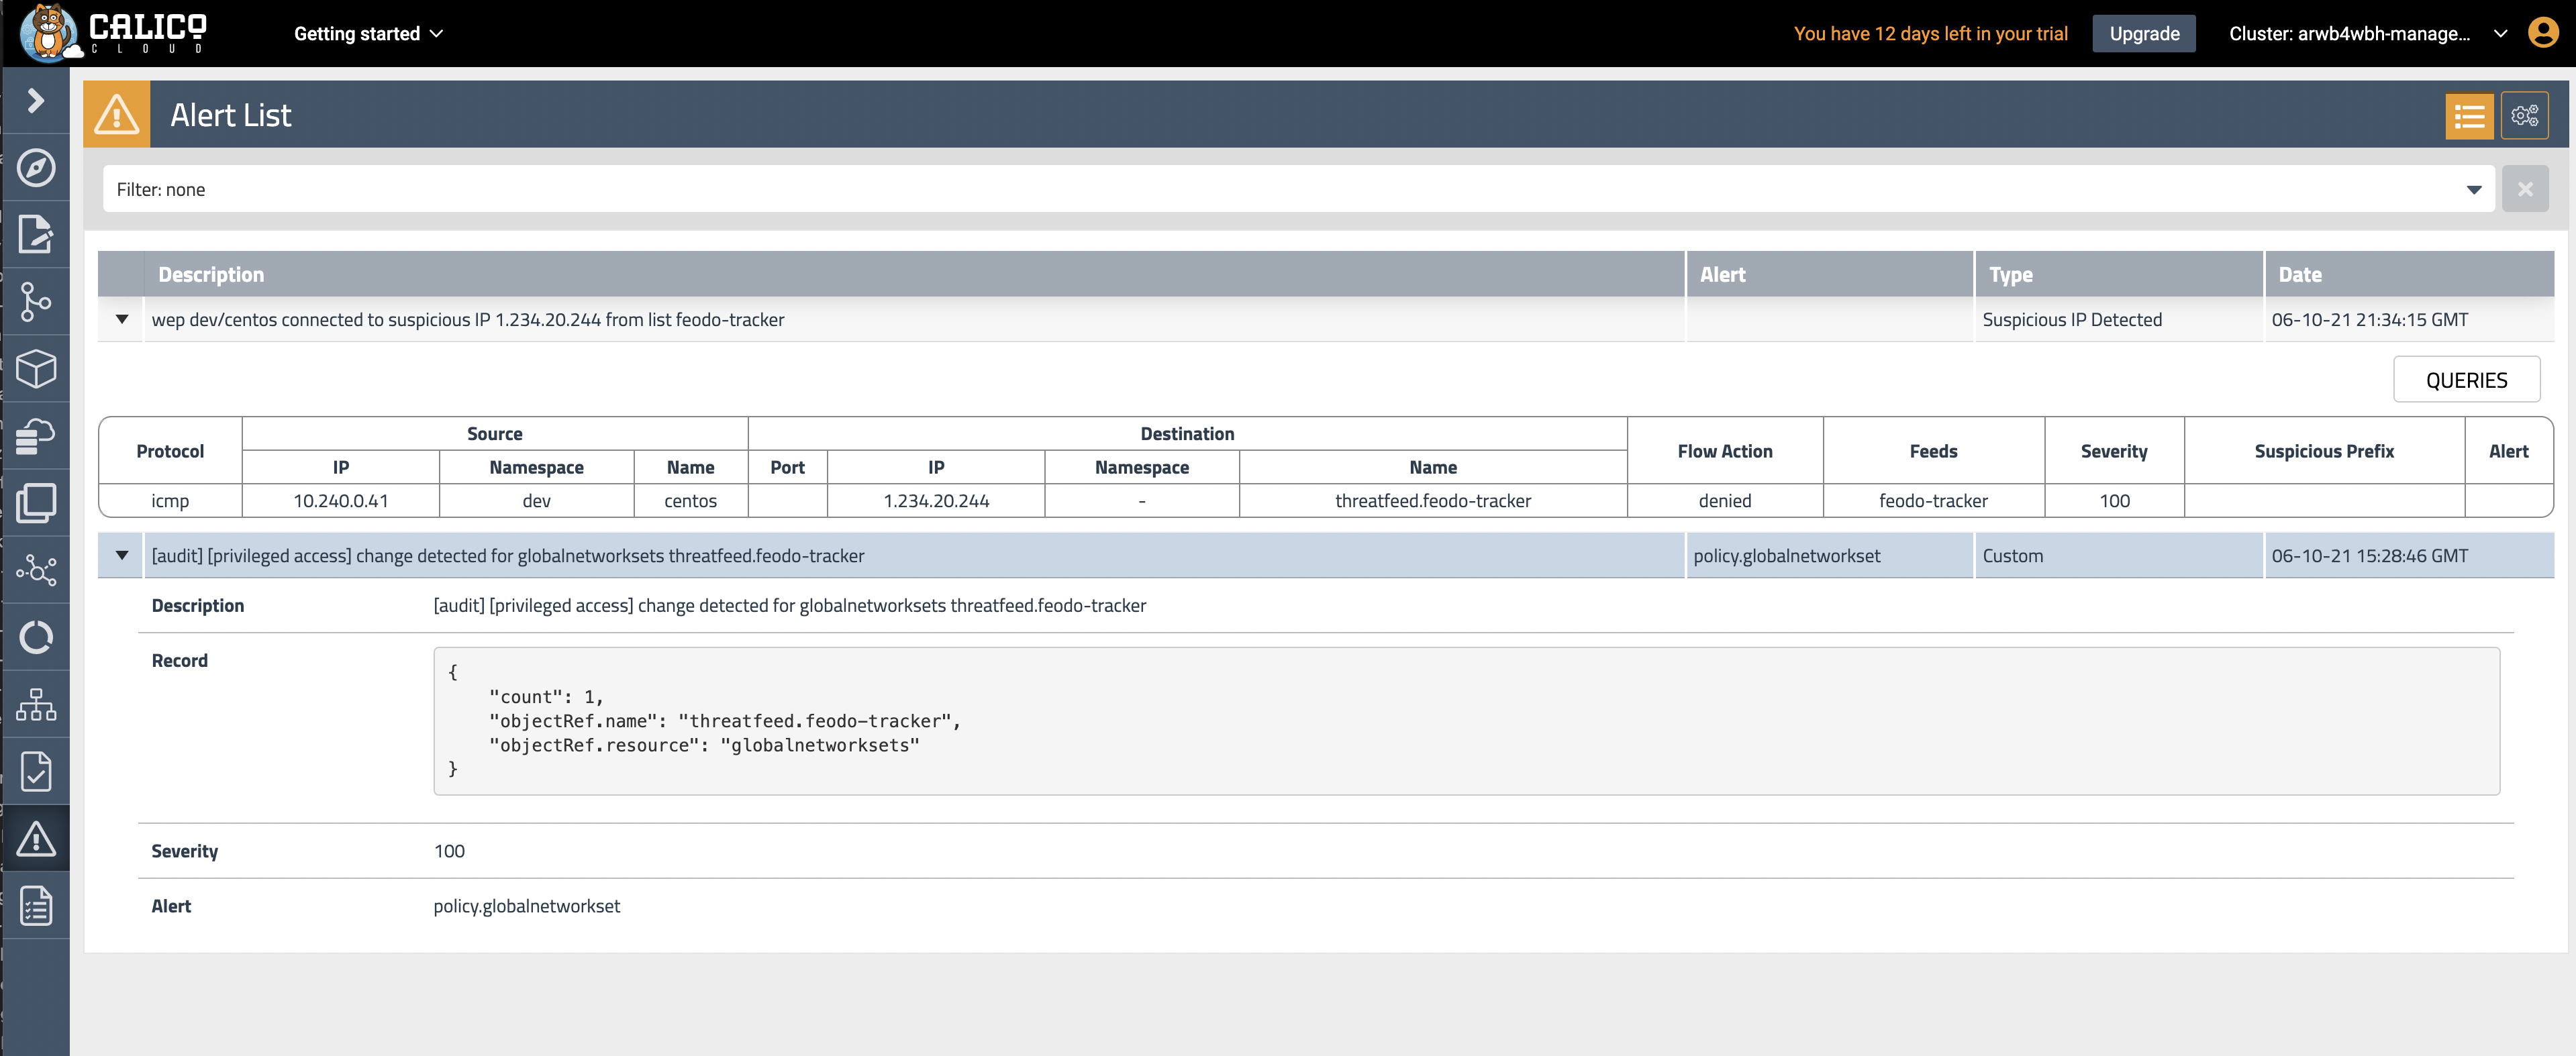 CALICO
CLOUD
Getting started
You have 12 days left in your trial
Upgrade
Cluster: arwb4wbh-manage...
Alert List
Filter: none
Description Alert Type Date
wep dev/centos connected to suspicious IP 1.234.20.244 from list feodo-tracker Suspicious IP Detected 06-10-21 21:34:15 GMT
QUERIES
Protocol Source Destination Flow Action Feeds Severity Suspicious Prefix Alert
IP Namespace Name Port IP Namespace Name
icmp 10.240.0.41 dev centos 1.234.20.244 - threatfeed.feodo-tracker denied feodo-tracker 100
[audit] [privileged access] change detected for globalnetworksets threatfeed.feodo-tracker policy.globalnetworkset Custom 06-10-21 15:28:46 GMT
Description [audit] [privileged access] change detected for globalnetworksets threatfeed.feodo-tracker
Record
{
"count": 1,
"objectRef.name": "threatfeed.feodo-tracker",
"objectRef.resource": "globalnetworksets"
}
Severity 100
Alert policy.globalnetworkset